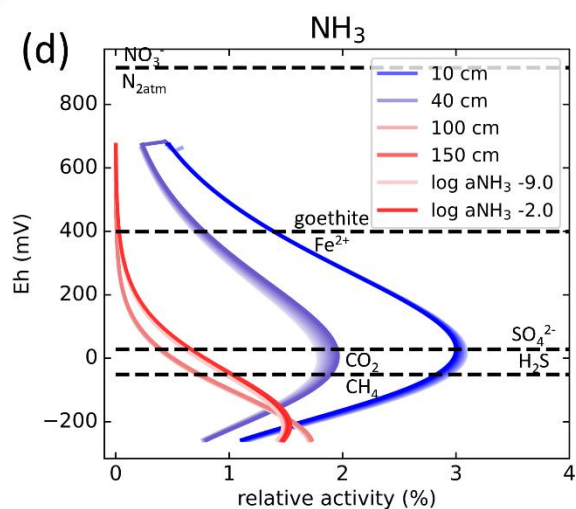 (d)
NH₃
NO₃⁻
N₂atm
10 cm
40 cm
100 cm
150 cm
log aNH₃ -9.0
log aNH₃ -2.0
goethite
Fe²⁺
SO₄²⁻
H₂S
CO₂
CH₄
800
600
400
200
0
−200
Eh (mV)
0 1 2 3 4
relative activity (%)